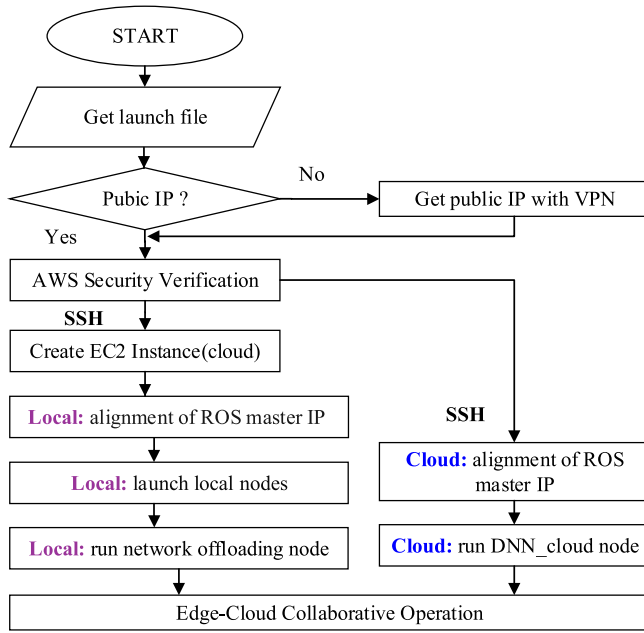 START
Get launch file
Pubic IP ?
No
Get public IP with VPN
Yes
AWS Security Verification
SSH
Create EC2 Instance(cloud)
Local: alignment of ROS master IP
SSH
Cloud: alignment of ROS
master IP
Local: launch local nodes
Local: run network offloading node
Cloud: run DNN_cloud node
Edge-Cloud Collaborative Operation